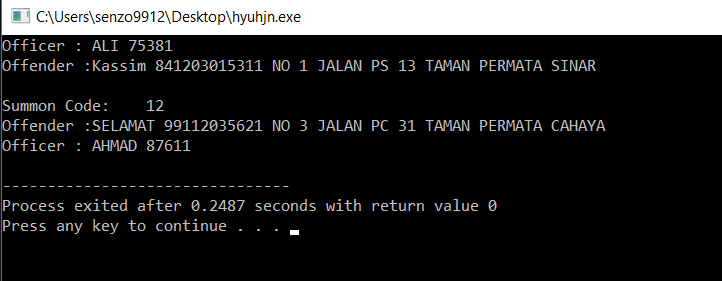 C:\Users\senzo9912\Desktop\hyuhjn.exe
Officer : ALI 75381
Offender :Kassim 841203015311 NO 1 JALAN PS 13 TAMAN PERMATA SINAR
Summon Code:    12
Offender :SELAMAT 99112035621 NO 3 JALAN PC 31 TAMAN PERMATA CAHAYA
Officer : AHMAD 87611
--------------------------------
Process exited after 0.2487 seconds with return value 0
Press any key to continue . . .